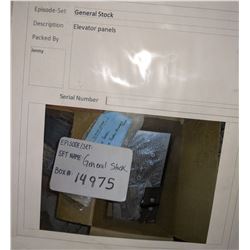 Episode-Set General Stock
Description Elevator panels
Packed By
Jenny
Serial Number
EPISODE/SET:
SET NAME: General Stock
BOX# 14975